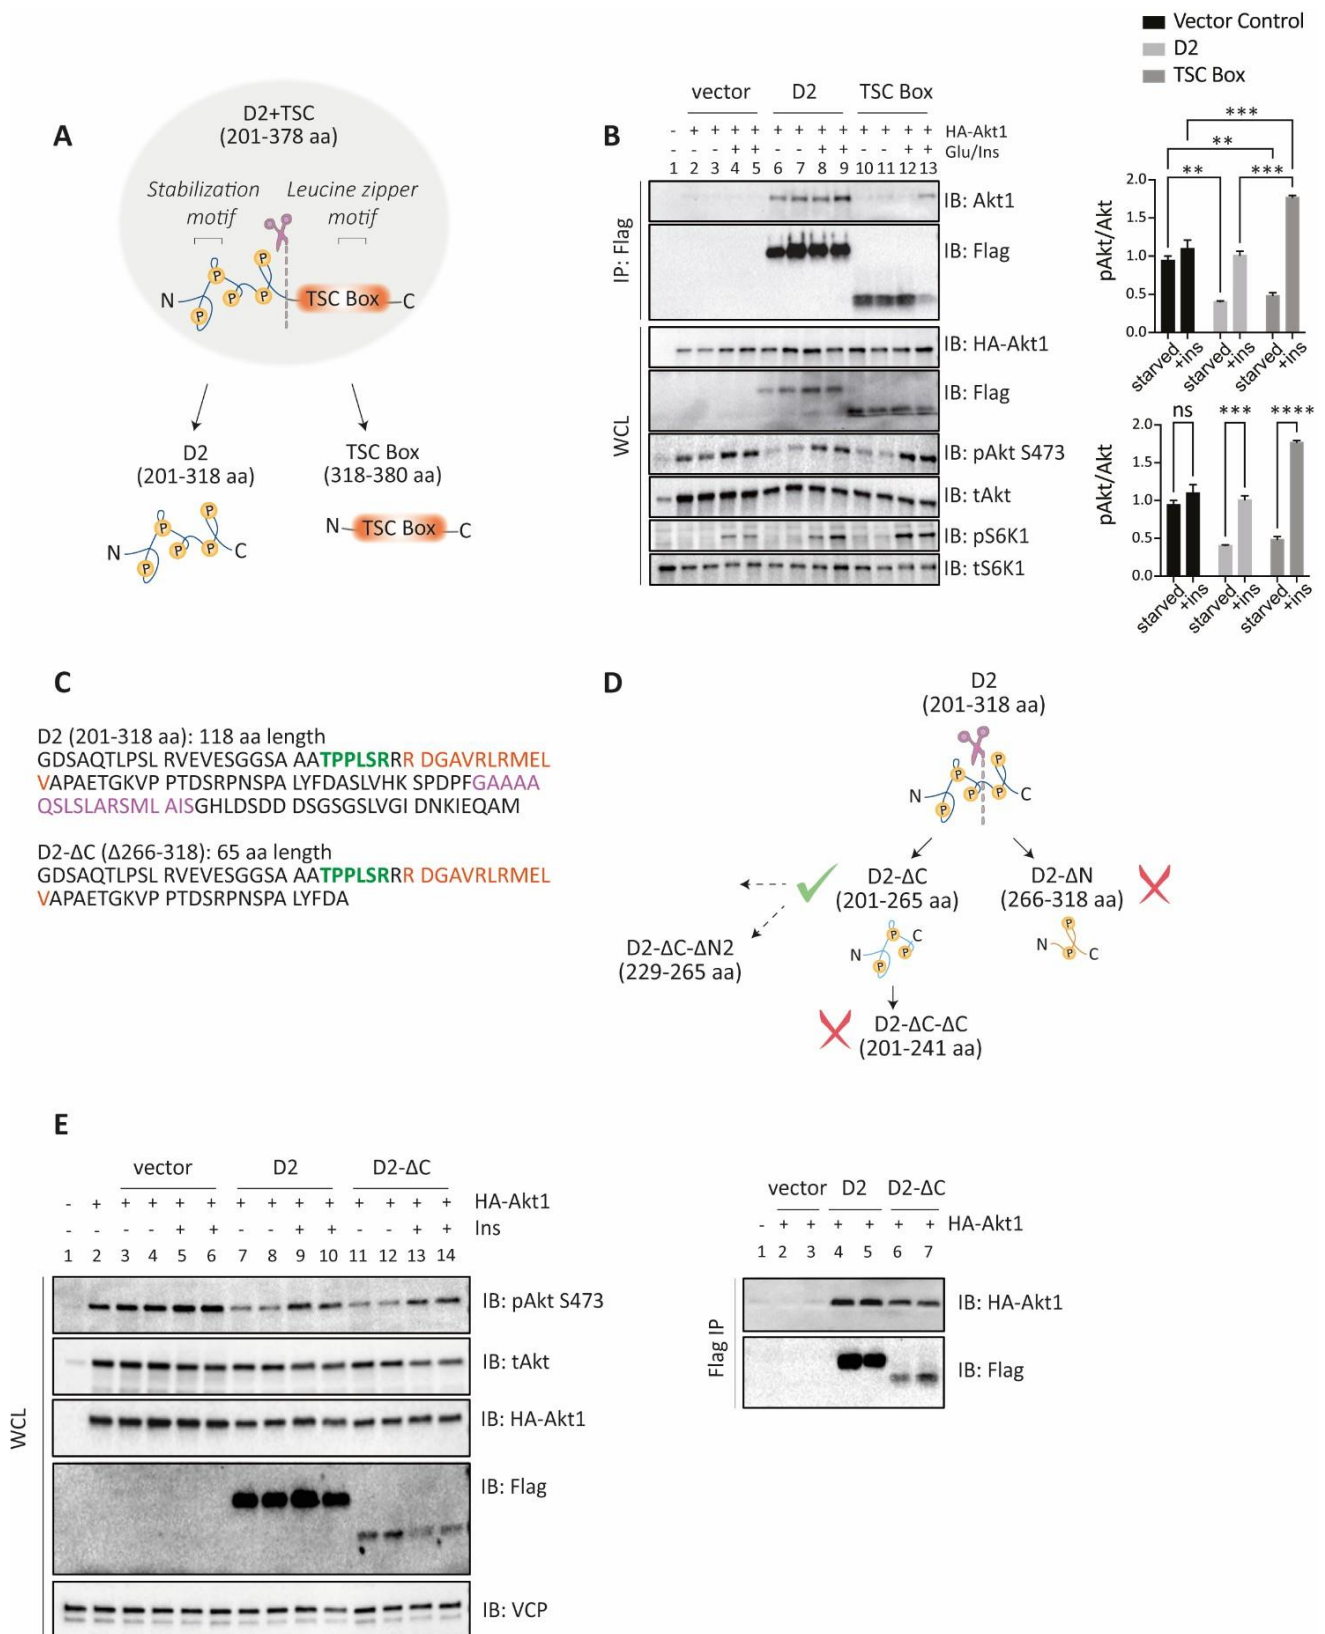 A
D2+TSC
(201-378 aa)
Stabilization
motif
Leucine zipper
motif
P
P
P
P
P
N
TSC Box
C
D2
(201-318 aa)
TSC Box
(318-380 aa)
N
P
P
P
P
P
C
N
TSC Box
C
B
vector D2 TSC Box
- + + + + + + + + + + + + HA-Akt1
- - - + + - - + + - - + + Glu/Ins
1 2 3 4 5 6 7 8 9 10 11 12 13
IP: Flag
IB: Akt1
IB: Flag
WCL
IB: HA-Akt1
IB: Flag
IB: pAkt S473
IB: tAkt
IB: pS6K1
IB: tS6K1
Vector Control
D2
TSC Box
***
**
** ***
pAkt/Akt
2.0
1.5
1.0
0.5
0.0
starved +ins starved +ins starved +ins
ns *** ****
pAkt/Akt
2.0
1.5
1.0
0.5
0.0
starved +ins starved +ins starved +ins
C
D2 (201-318 aa): 118 aa length
GDSAQTLPSL RVEVESGGSA AATPPLSRRR DGAVRLRMEL
VAPAETGKVP PTDSRPNSPA LYFDASLVHK SPDPFGAAAA
QSLSLARSML AISGHLDSDD DSGSGSLVGI DNKIEQAM
D2-ΔC (Δ266-318): 65 aa length
GDSAQTLPSL RVEVESGGSA AATPPLSRRR DGAVRLRMEL
VAPAETGKVP PTDSRPNSPA LYFDA
D
D2
(201-318 aa)
N
P
P
P
P
P
C
D2-ΔC
(201-265 aa)
D2-ΔN
(266-318 aa)
D2-ΔC-ΔN2
(229-265 aa)
N
P
P
P
C
N
P
P
C
D2-ΔC-ΔC
(201-241 aa)
E
vector D2 D2-ΔC
- + + + + + + + + + + + + + HA-Akt1
- - - - + + - - + + - - + + Ins
1 2 3 4 5 6 7 8 9 10 11 12 13 14
WCL
IB: pAkt S473
IB: tAkt
IB: HA-Akt1
IB: Flag
IB: VCP
vector D2 D2-ΔC
- + + + + + + HA-Akt1
1 2 3 4 5 6 7
Flag IP
IB: HA-Akt1
IB: Flag